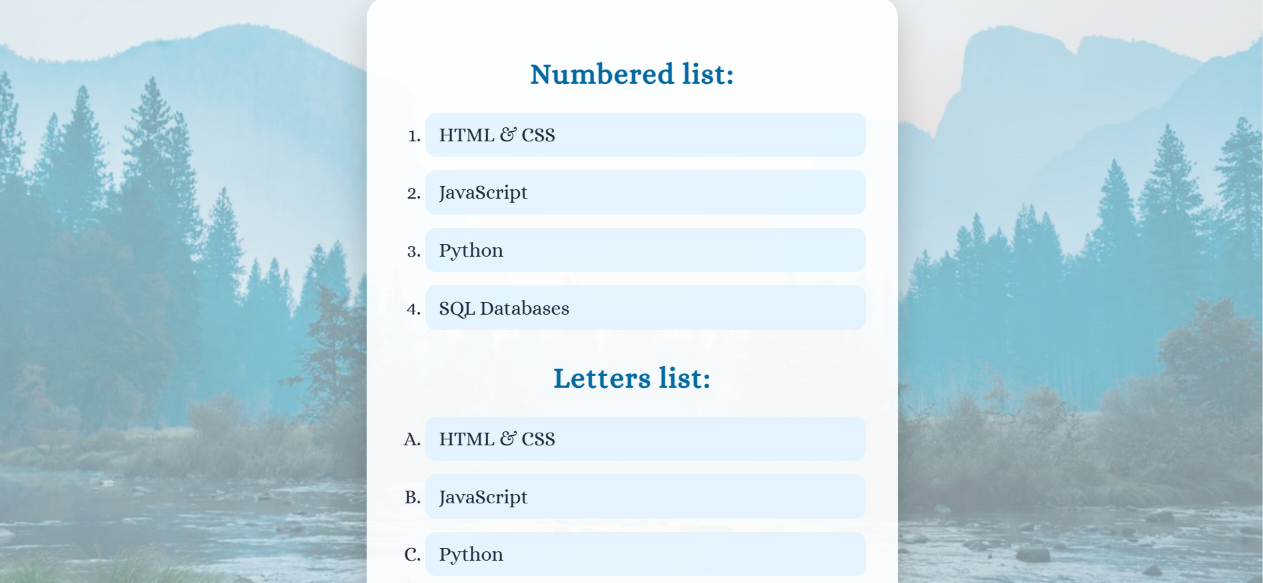 Numbered list:
1. HTML & CSS
2. JavaScript
3. Python
4. SQL Databases
Letters list:
A. HTML & CSS
B. JavaScript
C. Python